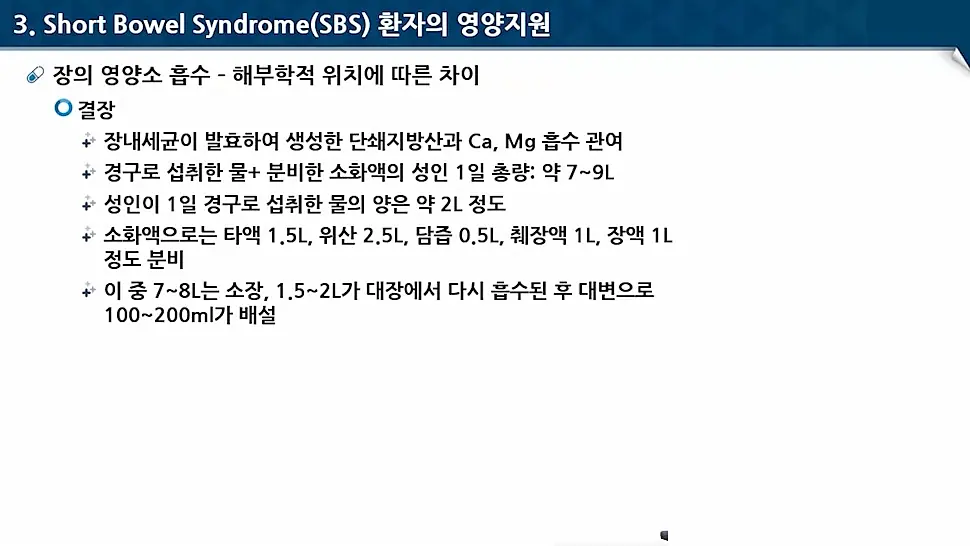 3. Short Bowel Syndrome(SBS) 환자의 영양지원
장의 영양소 흡수 - 해부학적 위치에 따른 차이
결장
장내세균이 발효하여 생성한 단쇄지방산과 Ca, Mg 흡수 관여
경구로 섭취한 물+ 분비한 소화액의 성인 1일 총량: 약 7~9L
성인이 1일 경구로 섭취한 물의 양은 약 2L 정도
소화액으로는 타액 1.5L, 위산 2.5L, 담즙 0.5L, 췌장액 1L, 장액 1L
정도 분비
이 중 7~8L는 소장, 1.5~2L가 대장에서 다시 흡수된 후 대변으로
100~200ml가 배설